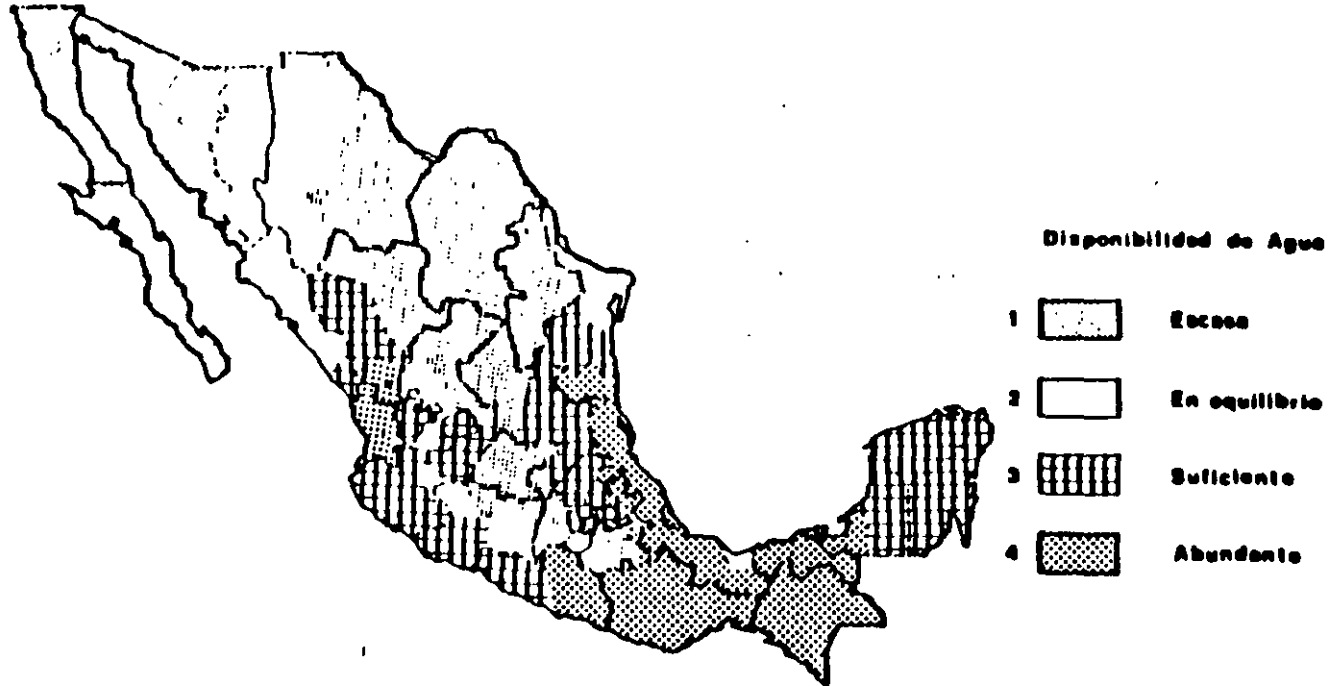 Disponibilidad de Agua
1 Escasa
2 En equilibrio
3 Suficiente
4 Abundante